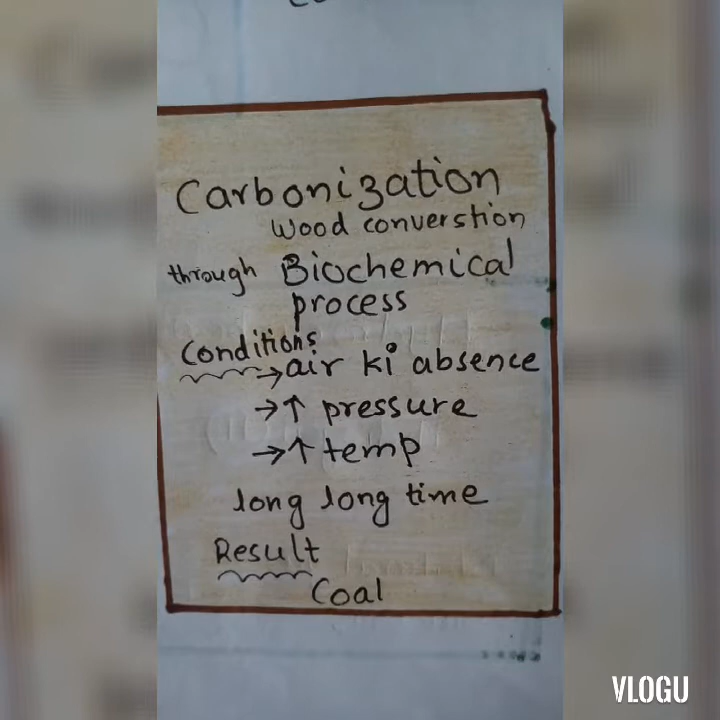 Carbonization
wood converstion
through Biochemical
process
Conditions
→air ki absence
→↑ pressure
→↑ temp
long long time
Result
Coal
VLOGU